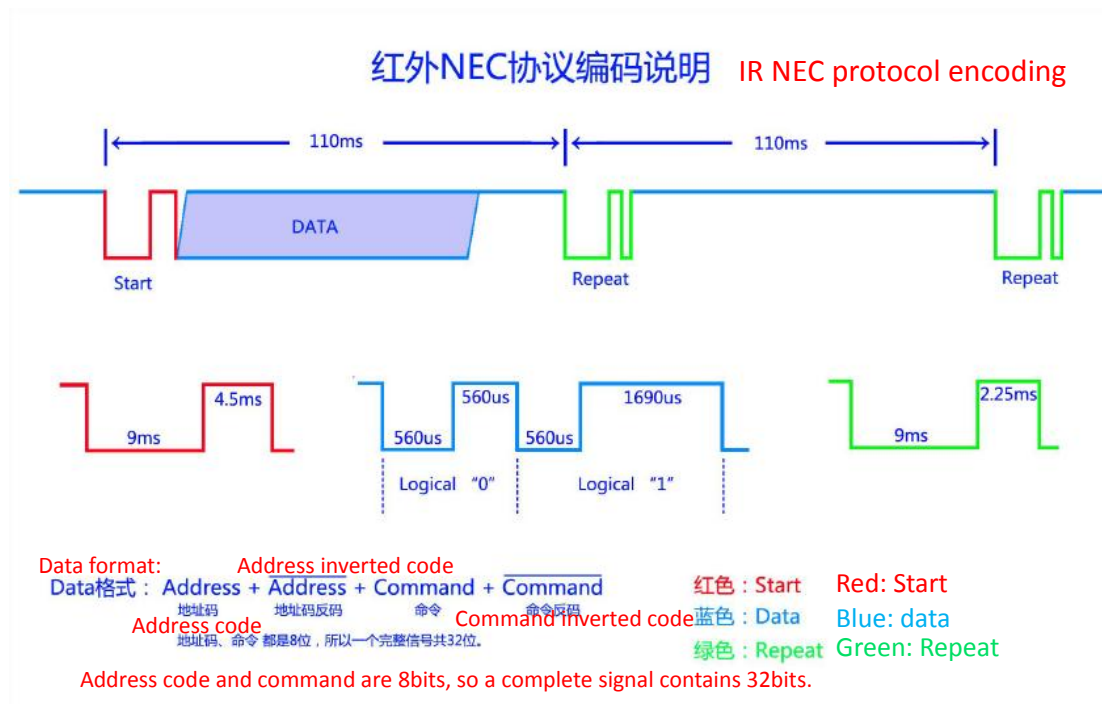 红外NEC协议编码说明 IR NEC protocol encoding
110ms 110ms
DATA
Start Repeat Repeat
4.5ms 560us 1690us 2.25ms
9ms 560us 560us 9ms
Logical “0” Logical “1”
Data format: Address inverted code
Data格式：Address + Address + Command + Command
地址码 地址码反码 命令 命令反码
Address code Command inverted code
地址码、命令 都是8位，所以一个完整信号共32位。
Address code and command are 8bits, so a complete signal contains 32bits.
红色：Start Red: Start
蓝色：Data Blue: data
绿色：Repeat Green: Repeat